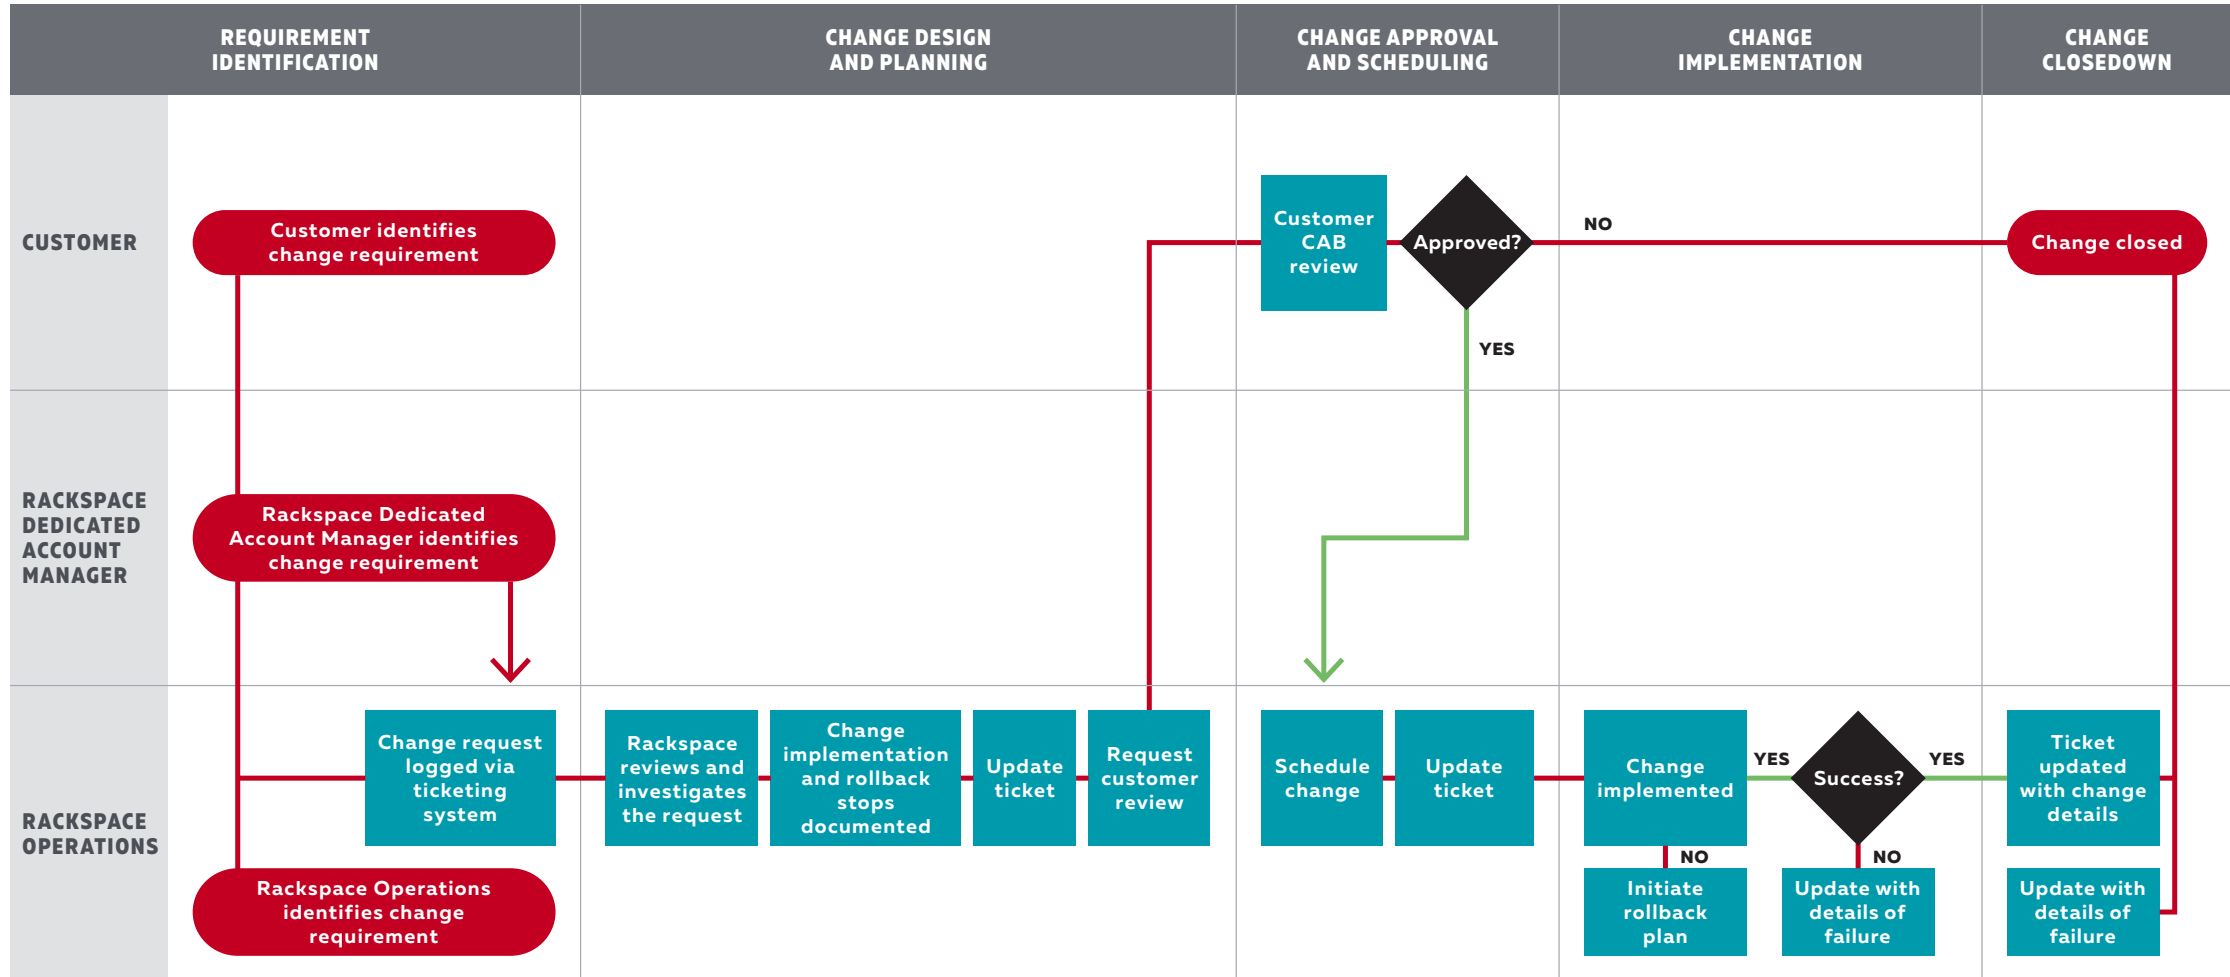 REQUIREMENT
IDENTIFICATION
CHANGE DESIGN
AND PLANNING
CHANGE APPROVAL
AND SCHEDULING
CHANGE
IMPLEMENTATION
CHANGE
CLOSEDOWN
CUSTOMER
Customer identifies
change requirement
Customer
CAB
review
Approved?
NO
YES
Change closed
RACKSPACE
DEDICATED
ACCOUNT
MANAGER
Rackspace Dedicated
Account Manager identifies
change requirement
RACKSPACE
OPERATIONS
Change request
logged via
ticketing
system
Rackspace
reviews and
investigates
the request
Change
implementation
and rollback
stops
documented
Update
ticket
Request
customer
review
Schedule
change
Update
ticket
Change
implemented
YES
Success?
YES
Ticket
updated
with change
details
NO
NO
Rackspace Operations
identifies change
requirement
Initiate
rollback
plan
Update with
details of
failure
Update with
details of
failure